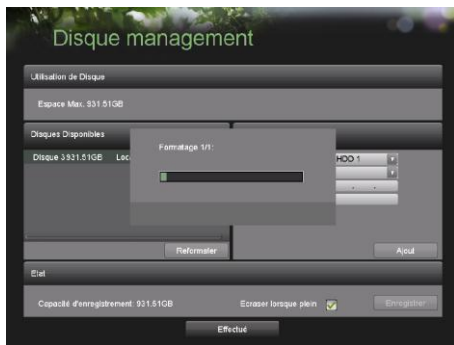 Disque management
Utilisation de Disque
Espace Max. 931.51GB
Disques Disponibles
Disque 3 931.51GB Loc
Formatage 1/1:
HDD 1
Reformater
Ajout
Etat
Capacité d'enregistrement: 931.51GB
Ecraser lorsque plein
Enregistrer
Effectué